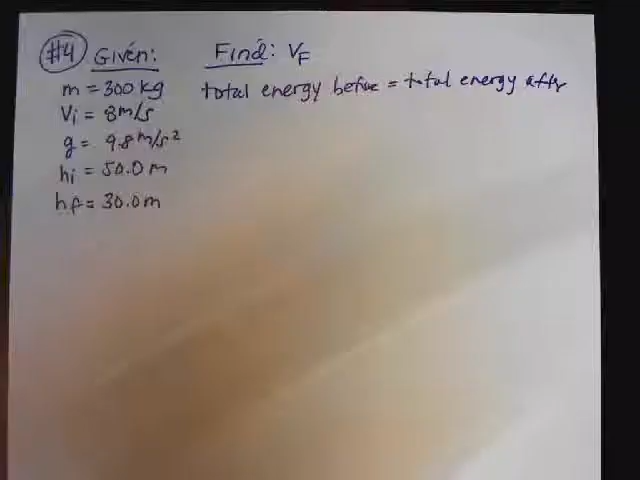 #4 Given: Find: VF
m = 300 kg total energy before = total energy after
Vi = 8 m/s
g = 9.8 m/s²
hi = 50.0 m
hf = 30.0 m